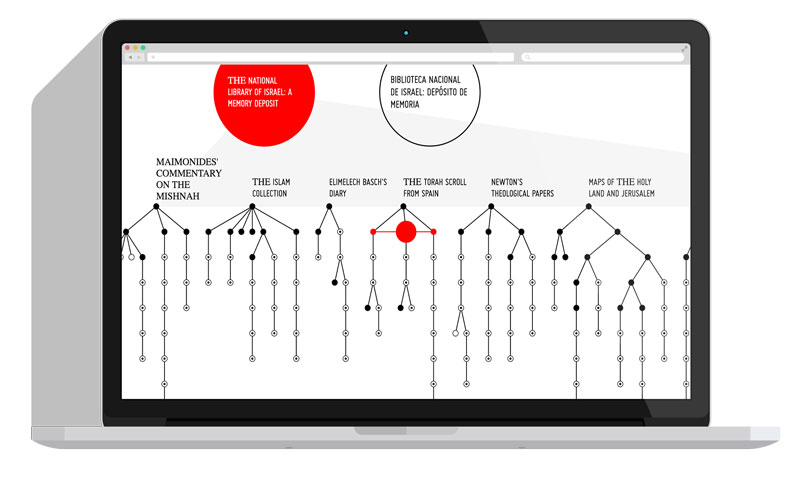 THE NATIONAL
LIBRARY OF ISRAEL: A
MEMORY DEPOSIT
BIBLIOTECA NACIONAL
DE ISRAEL: DEPÓSITO DE
MEMORIA
MAIMONIDES'
COMMENTARY
ON THE
MISHNAH
THE ISLAM
COLLECTION
ELIMELECH BASCH'S
DIARY
THE TORAH SCROLL
FROM SPAIN
NEWTON'S
THEOLOGICAL PAPERS
MAPS OF THE HOLY
LAND AND JERUSALEM